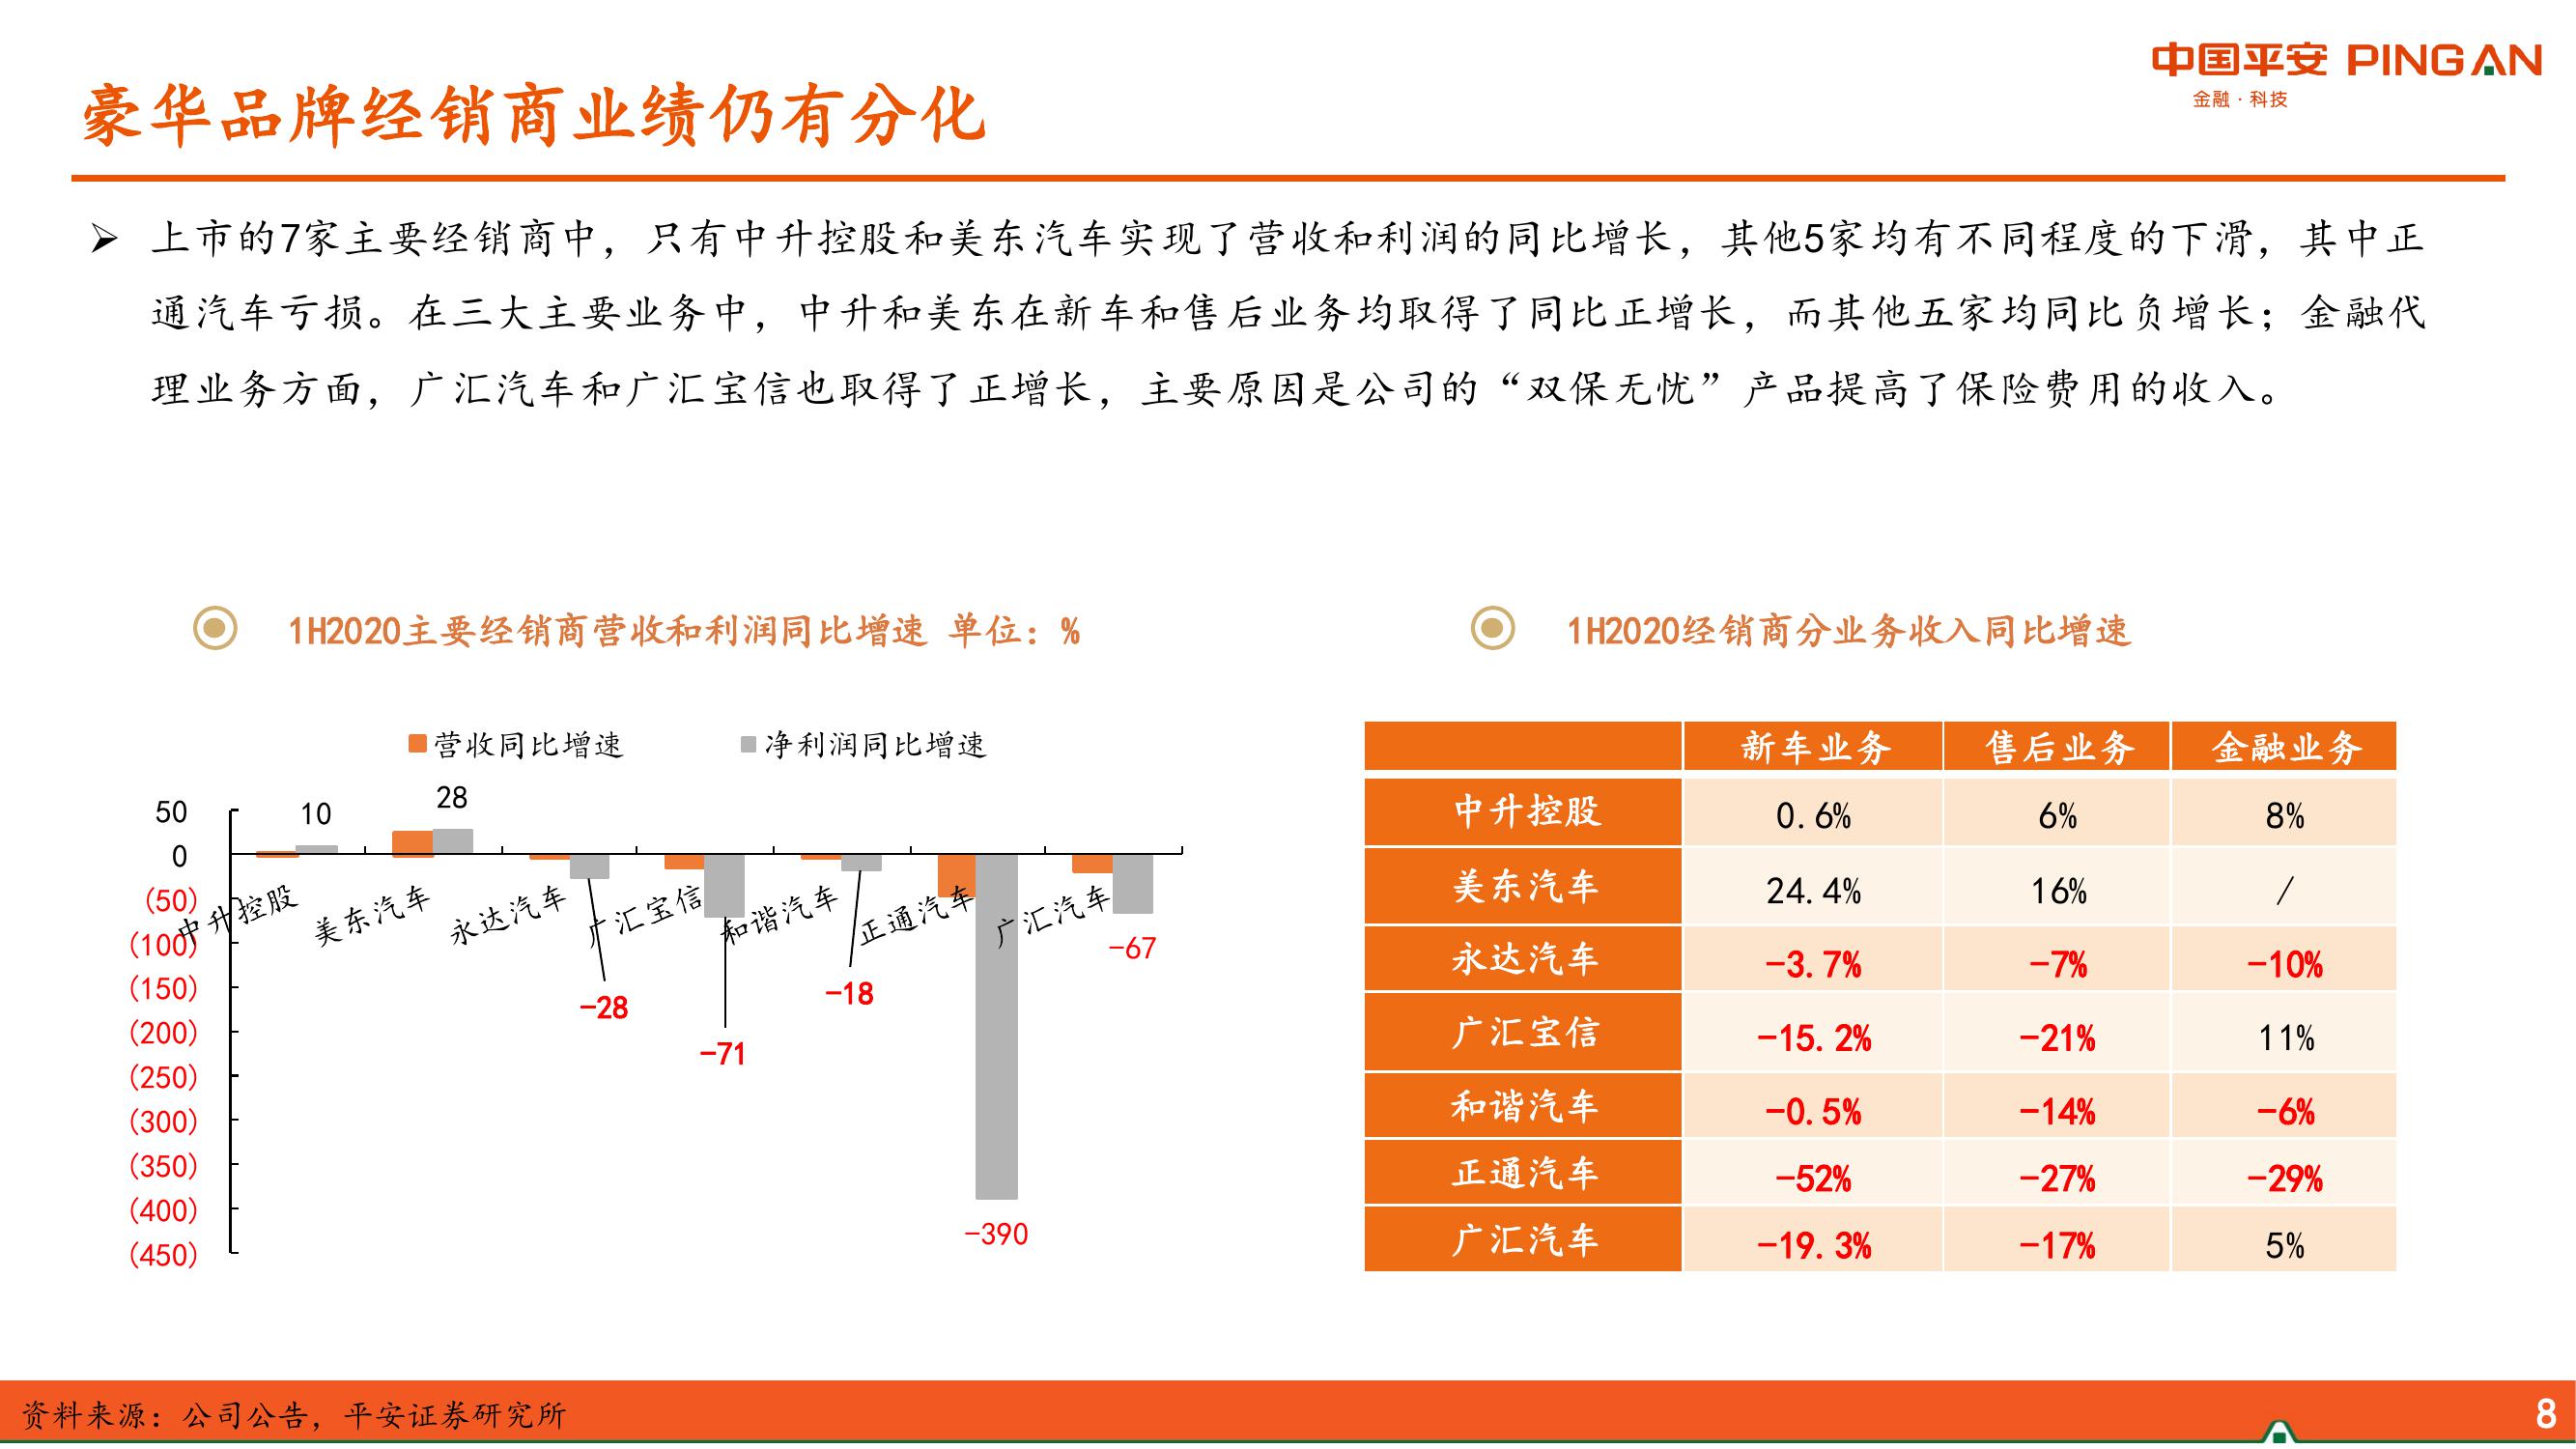 中国平安 PING AN
金融·科技
豪华品牌经销商业绩仍有分化
上市的7家主要经销商中，只有中升控股和美东汽车实现了营收和利润的同比增长，其他5家均有不同程度的下滑，其中正
通汽车亏损。在三大主要业务中，中升和美东在新车和售后业务均取得了同比正增长，而其他五家均同比负增长；金融代
理业务方面，广汇汽车和广汇宝信也取得了正增长，主要原因是公司的“双保无忧”产品提高了保险费用的收入。
1H2020主要经销商营收和利润同比增速 单位：%
营收同比增速 净利润同比增速
50
0
(50)
(100)
(150)
(200)
(250)
(300)
(350)
(400)
(450)
10
28
-28
-71
-18
-390
-67
中升控股
美东汽车
永达汽车
广汇宝信
和谐汽车
正通汽车
广汇汽车
1H2020经销商分业务收入同比增速
新车业务 售后业务 金融业务
中升控股 0.6% 6% 8%
美东汽车 24.4% 16% /
永达汽车 -3.7% -7% -10%
广汇宝信 -15.2% -21% 11%
和谐汽车 -0.5% -14% -6%
正通汽车 -52% -27% -29%
广汇汽车 -19.3% -17% 5%
资料来源：公司公告，平安证券研究所
8